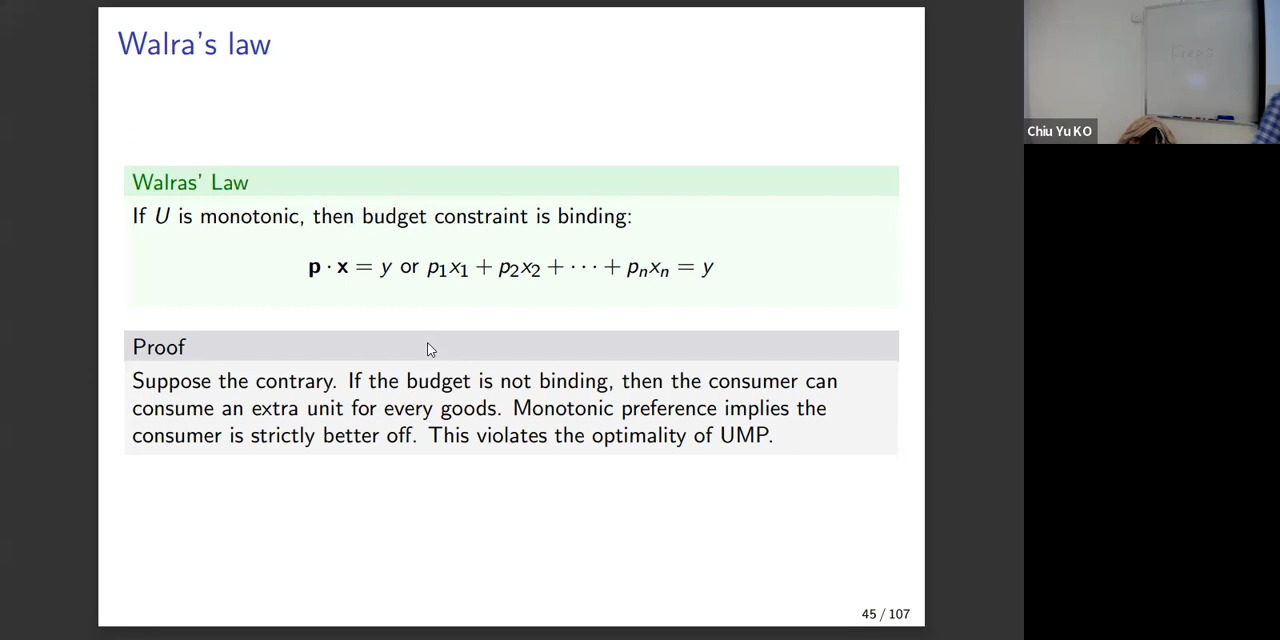 Walra's law
Walras' Law
If U is monotonic, then budget constraint is binding:
p · x = y or p₁x₁ + p₂x₂ + · · · + pₙxₙ = y
Proof
Suppose the contrary. If the budget is not binding, then the consumer can
consume an extra unit for every goods. Monotonic preference implies the
consumer is strictly better off. This violates the optimality of UMP.
45 / 107
Chiu Yu KO